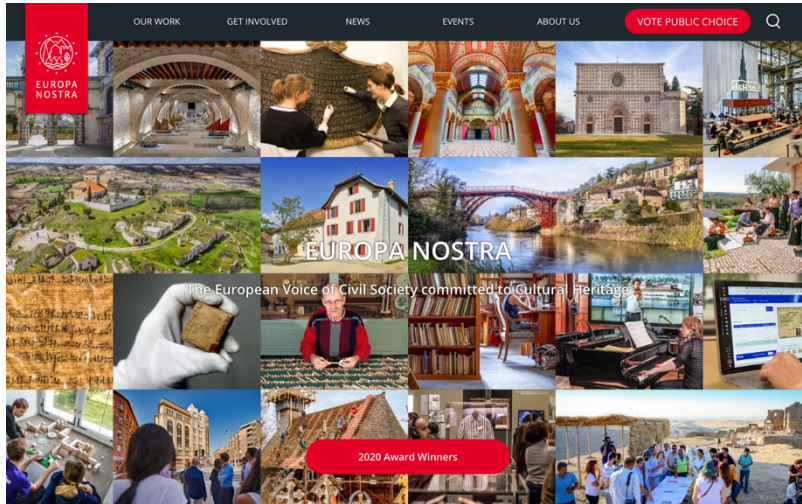 OUR WORK
GET INVOLVED
NEWS
EVENTS
ABOUT US
VOTE PUBLIC CHOICE
EUROPA
NOSTRA
EUROPA NOSTRA
The European Voice of Civil Society committed to Cultural Heritage
2020 Award Winners